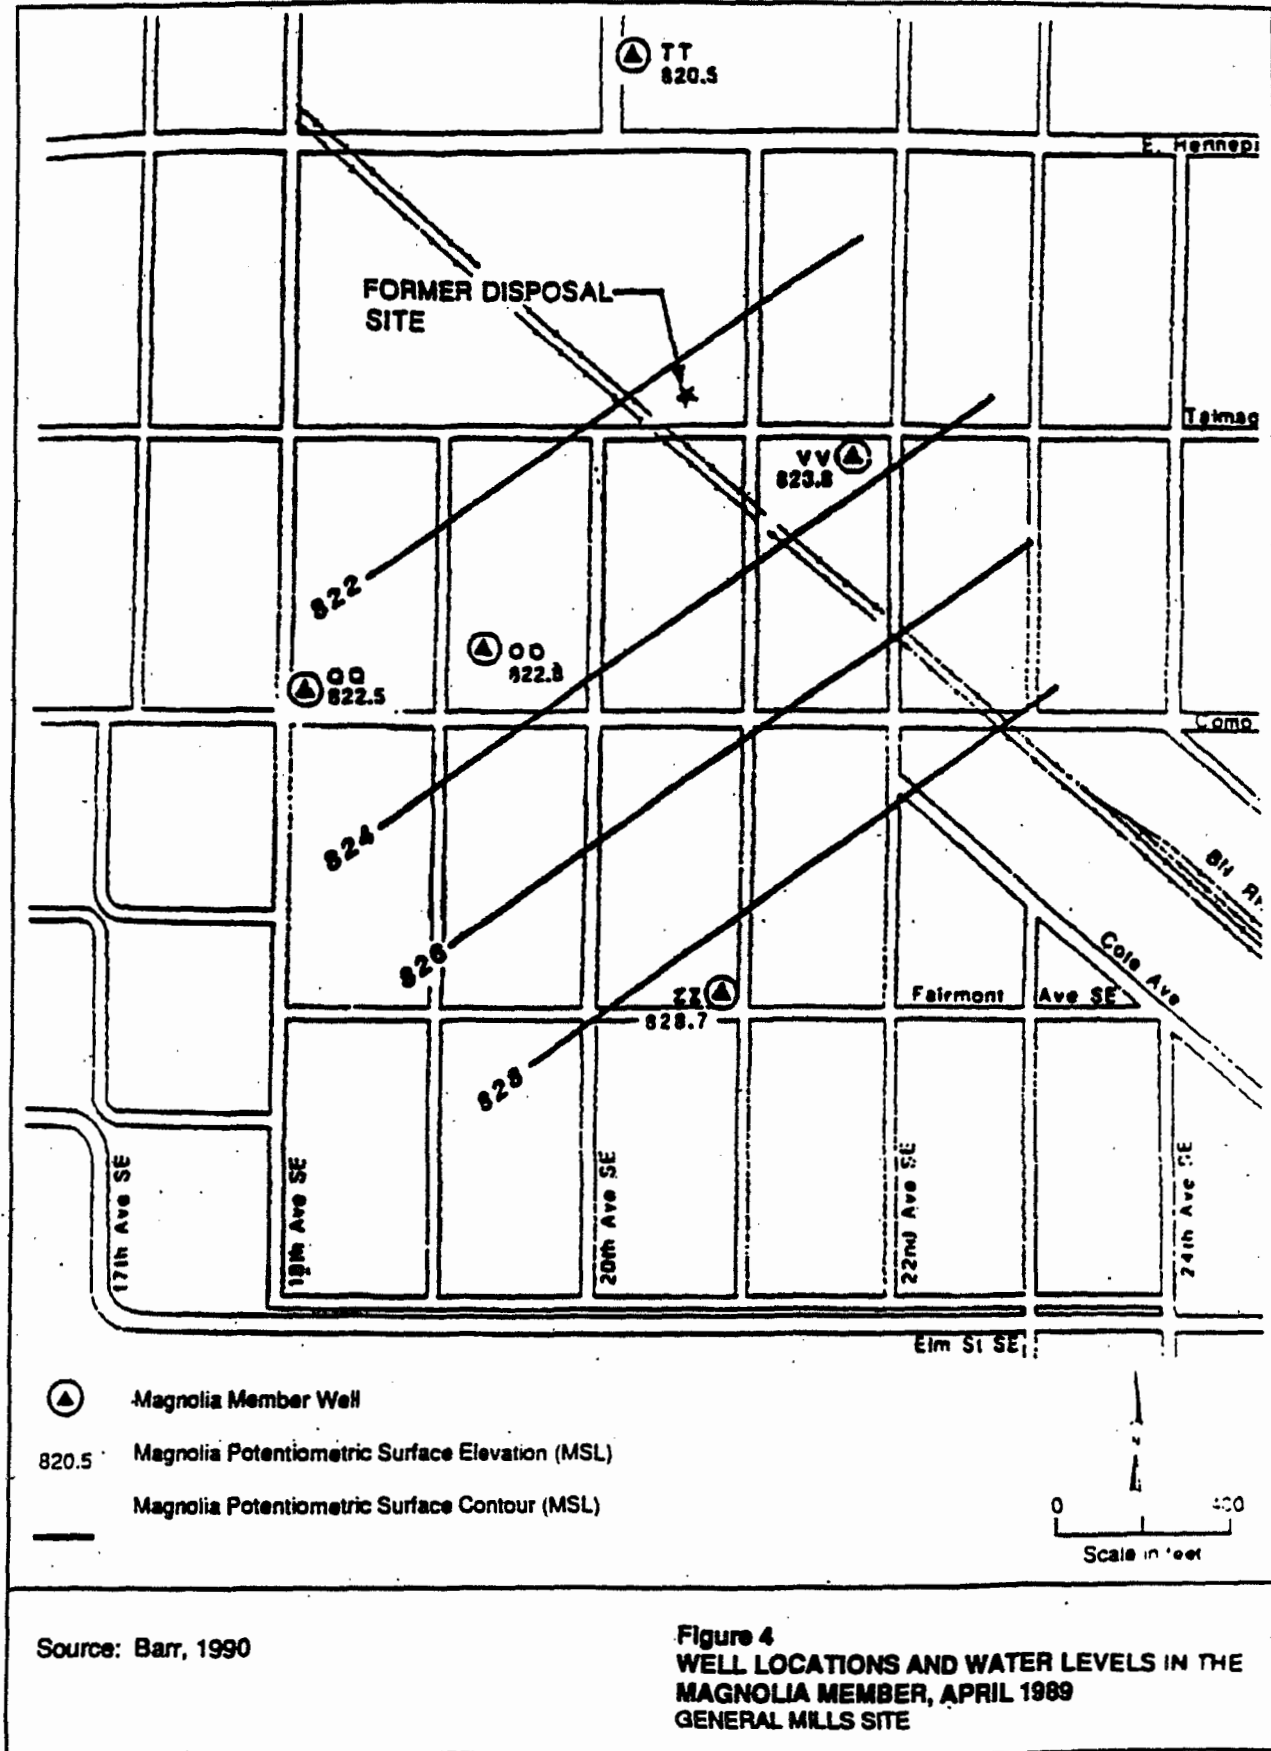 TT
820.5
E. Hennepi
FORMER DISPOSAL
SITE
Talmag
VV
823.8
822
OO
822.8
QQ
822.5
Como
824
BN
826
Cole Ave
ZZ
828.7
Fairmont Ave SE
828
17th Ave SE
18th Ave SE
20th Ave SE
22nd Ave SE
24th Ave SE
Elm St SE
Magnolia Member Well
820.5 Magnolia Potentiometric Surface Elevation (MSL)
Magnolia Potentiometric Surface Contour (MSL)
N
0 400
Scale in feet
Source: Barr, 1990
Figure 4
WELL LOCATIONS AND WATER LEVELS IN THE
MAGNOLIA MEMBER, APRIL 1989
GENERAL MILLS SITE